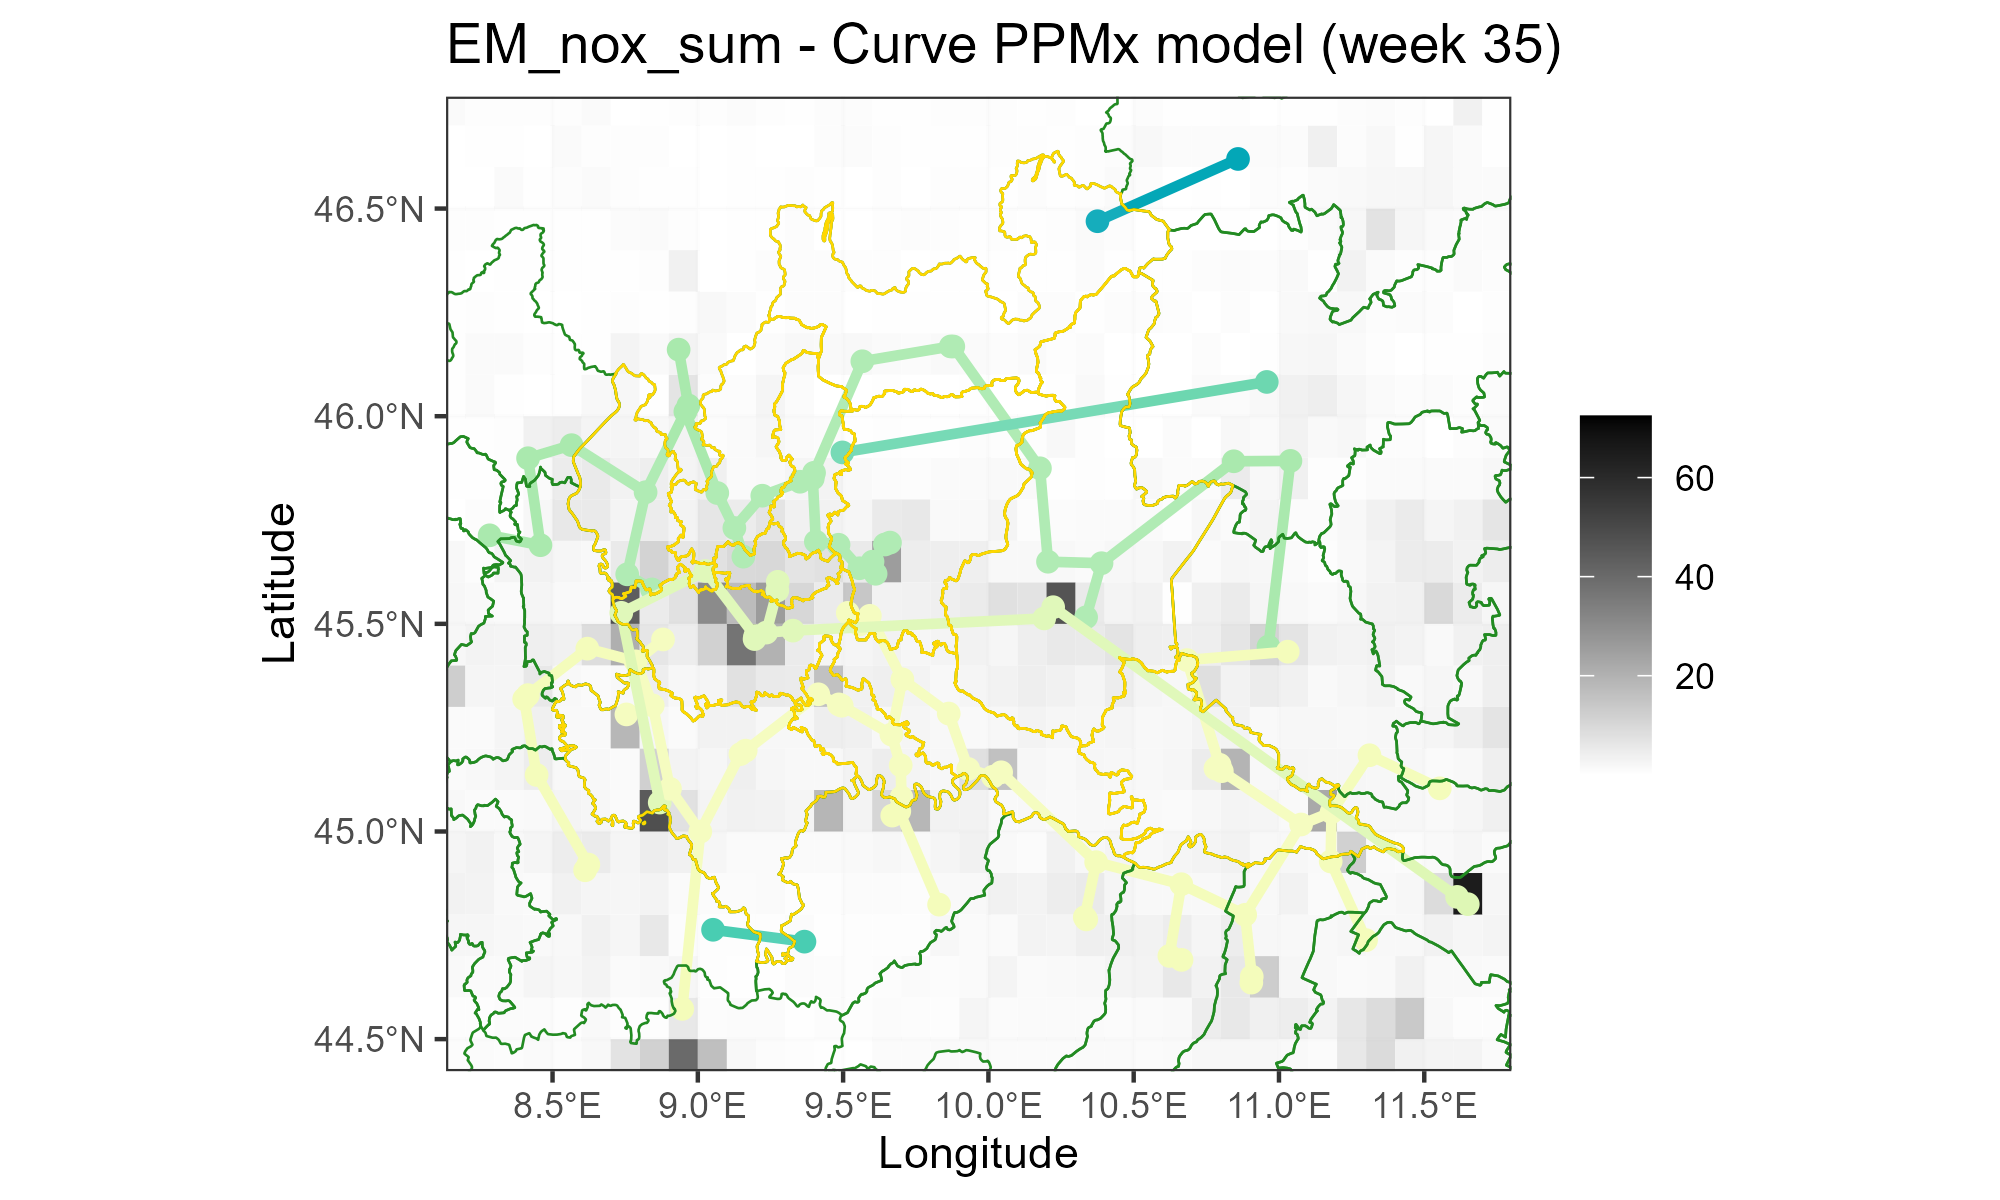 EM_nox_sum - Curve PPMx model (week 35)
46.5°N
46.0°N
45.5°N
45.0°N
44.5°N
Latitude
8.5°E 9.0°E 9.5°E 10.0°E 10.5°E 11.0°E 11.5°E
Longitude
60
40
20